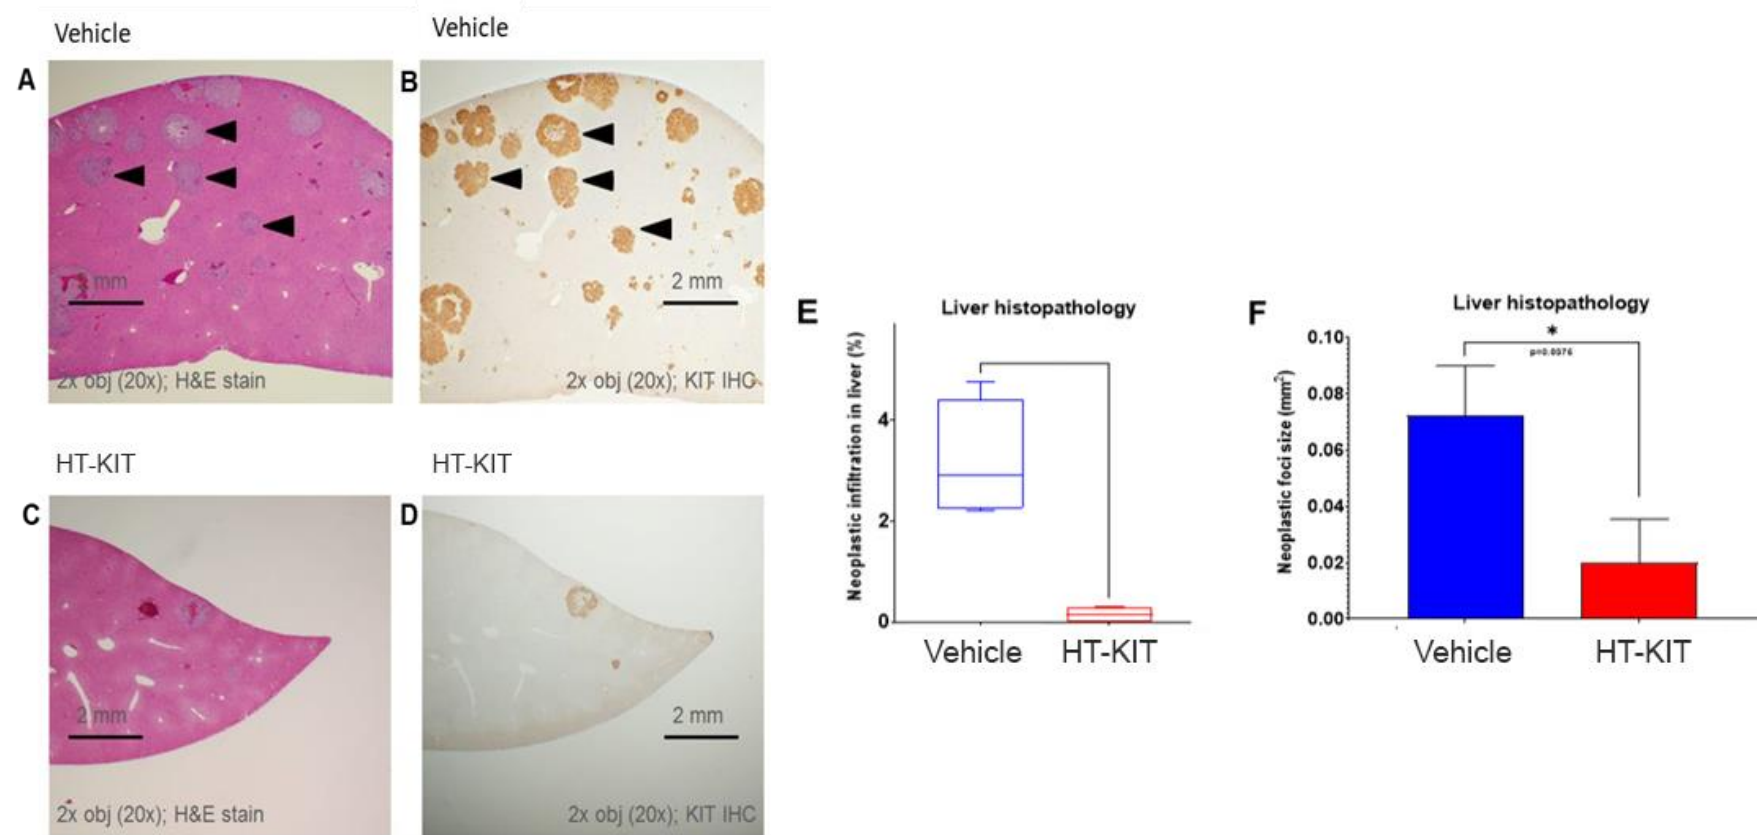 Vehicle
Vehicle
A
B
mm
2 mm
2x obj (20x); H&E stain
2x obj (20x); KIT IHC
HT-KIT
HT-KIT
C
D
2 mm
2 mm
2x obj (20x); H&E stain
2x obj (20x); KIT IHC
E
Liver histopathology
Neoplastic infiltration in liver (%)
4
2
0
Vehicle
HT-KIT
F
Liver histopathology
*
Neoplastic foci size (mm²)
0.10
0.08
0.06
0.04
0.02
0.00
Vehicle
HT-KIT